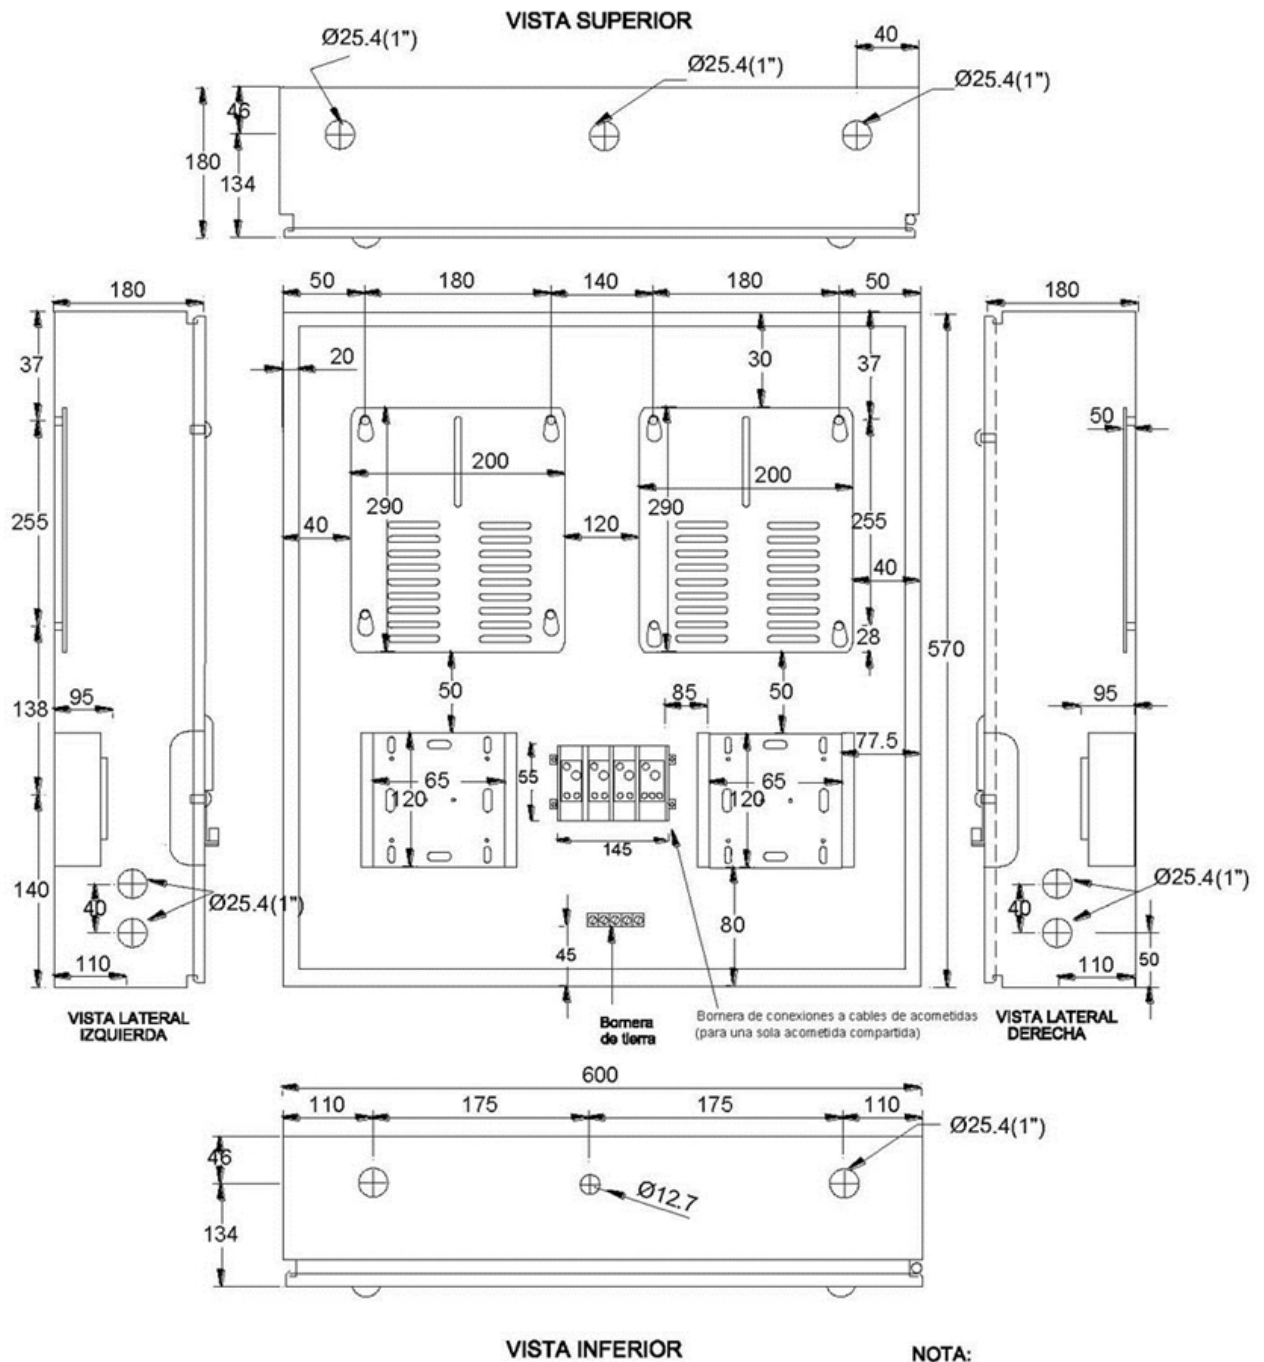 VISTA SUPERIOR
Ø25.4(1")
Ø25.4(1")
40
Ø25.4(1")
46
180
134
50 180 140 180 50
180
180
37
20
30
37
50
200
200
290
290
255
255
40
120
40
28
570
50
50
85
95
95
138
77.5
65
55
65
120
120
145
140
40
Ø25.4(1")
Ø25.4(1")
40
80
45
50
110
110
VISTA LATERAL
IZQUIERDA
Bornera
de tierra
Bornera de conexiones a cables de acometidas
(para una sola acometida compartida)
VISTA LATERAL
DERECHA
600
110 175 175 110
Ø25.4(1")
46
Ø12.7
134
VISTA INFERIOR
NOTA: